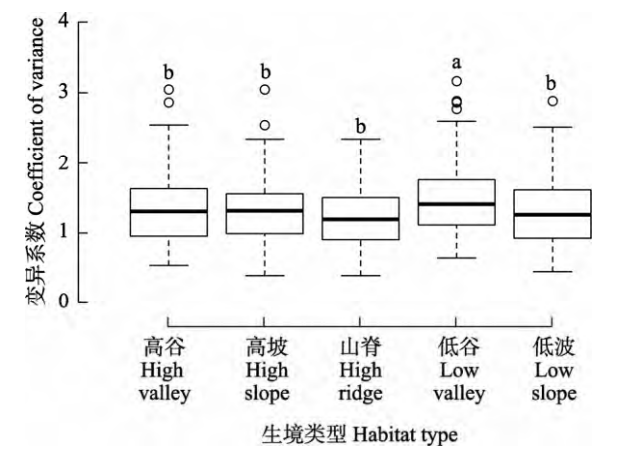 变异系数 Coefficient of variance
4
3
2
1
0
b
b
b
a
b
高谷
High
valley
高坡
High
slope
山脊
High
ridge
低谷
Low
valley
低波
Low
slope
生境类型 Habitat type